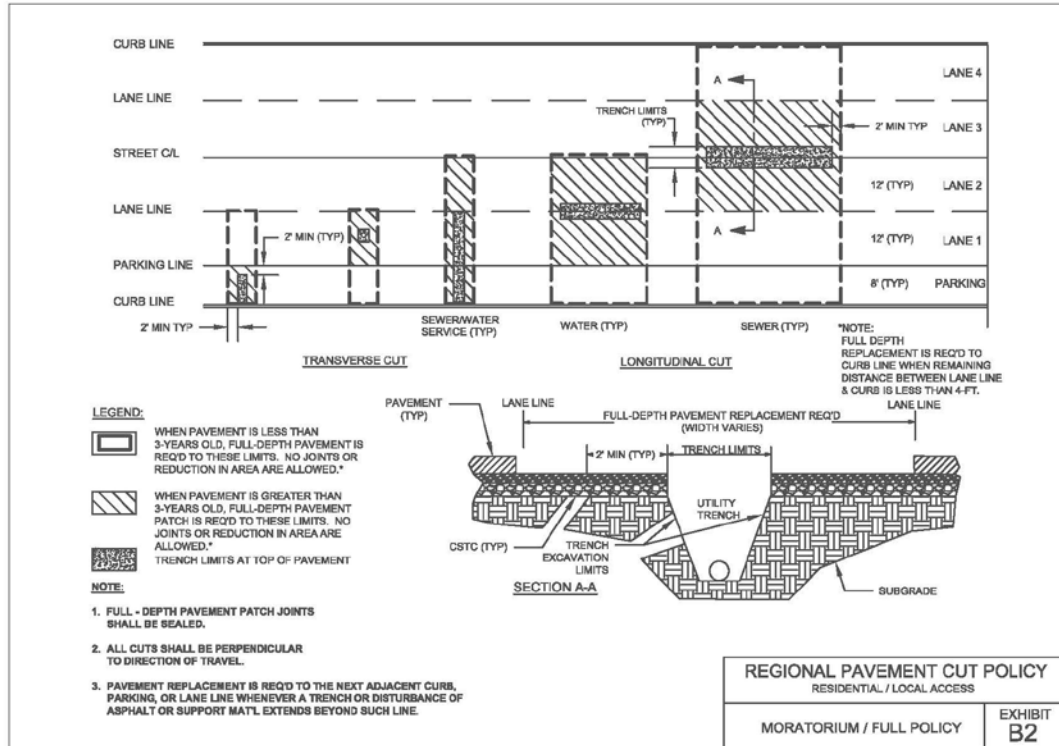 CURB LINE
LANE LINE
STREET C/L
LANE LINE
PARKING LINE
CURB LINE
2' MIN TYP
2' MIN (TYP)
TRENCH LIMITS
(TYP)
A
A
2' MIN TYP
LANE 4
LANE 3
12' (TYP)
LANE 2
12' (TYP)
LANE 1
8' (TYP)
PARKING
SEWER/WATER
SERVICE (TYP)
WATER (TYP)
SEWER (TYP)
TRANSVERSE CUT
LONGITUDINAL CUT
*NOTE:
FULL DEPTH
REPLACEMENT IS REQ'D TO
CURB LINE WHEN REMAINING
DISTANCE BETWEEN LANE LINE
& CURB IS LESS THAN 4-FT.
LEGEND:
WHEN PAVEMENT IS LESS THAN
3-YEARS OLD, FULL-DEPTH PAVEMENT IS
REQ'D TO THESE LIMITS. NO JOINTS OR
REDUCTION IN AREA ARE ALLOWED.*
WHEN PAVEMENT IS GREATER THAN
3-YEARS OLD, FULL-DEPTH PAVEMENT
PATCH IS REQ'D TO THESE LIMITS. NO
JOINTS OR REDUCTION IN AREA ARE
ALLOWED.*
TRENCH LIMITS AT TOP OF PAVEMENT
NOTE:
1. FULL - DEPTH PAVEMENT PATCH JOINTS
SHALL BE SEALED.
2. ALL CUTS SHALL BE PERPENDICULAR
TO DIRECTION OF TRAVEL.
3. PAVEMENT REPLACEMENT IS REQ'D TO THE NEXT ADJACENT CURB,
PARKING, OR LANE LINE WHENEVER A TRENCH OR DISTURBANCE OF
ASPHALT OR SUPPORT MAT'L EXTENDS BEYOND SUCH LINE.
PAVEMENT
(TYP)
LANE LINE
FULL-DEPTH PAVEMENT REPLACEMENT REQ'D
(WIDTH VARIES)
LANE LINE
2' MIN (TYP)
TRENCH LIMITS
UTILITY
TRENCH
CSTC (TYP)
TRENCH
EXCAVATION
LIMITS
SECTION A-A
SUBGRADE
REGIONAL PAVEMENT CUT POLICY
RESIDENTIAL / LOCAL ACCESS
MORATORIUM / FULL POLICY
EXHIBIT
B2